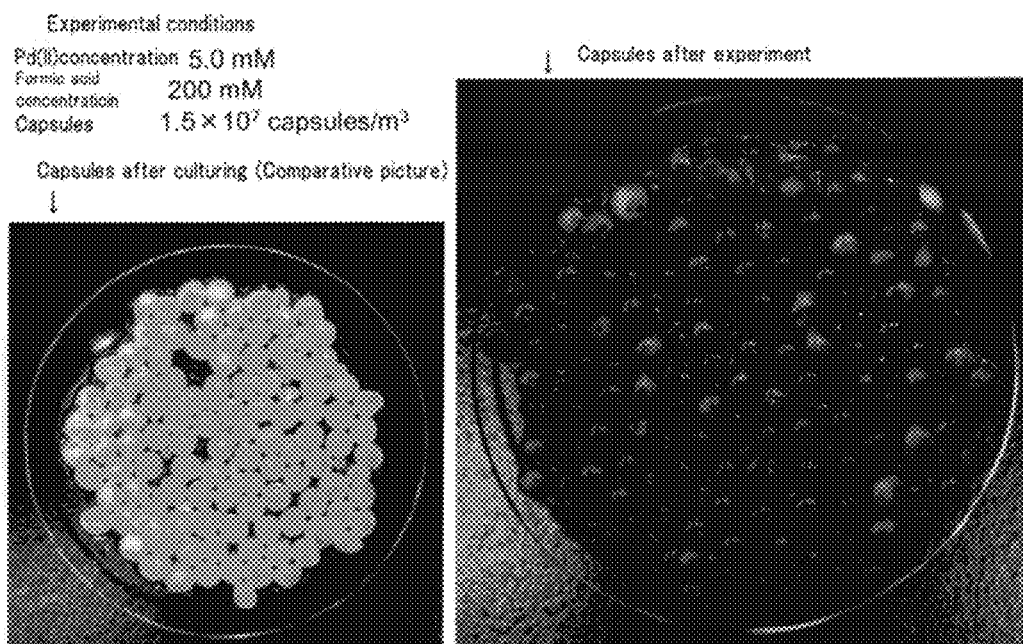 Experimental conditions
Pd(II)concentration 5.0 mM
Formic acid
concentratioin 200 mM
Capsules 1.5×10⁷ capsules/m³
Capsules after experiment
↓
Capsules after culturing (Comparative picture)
↓